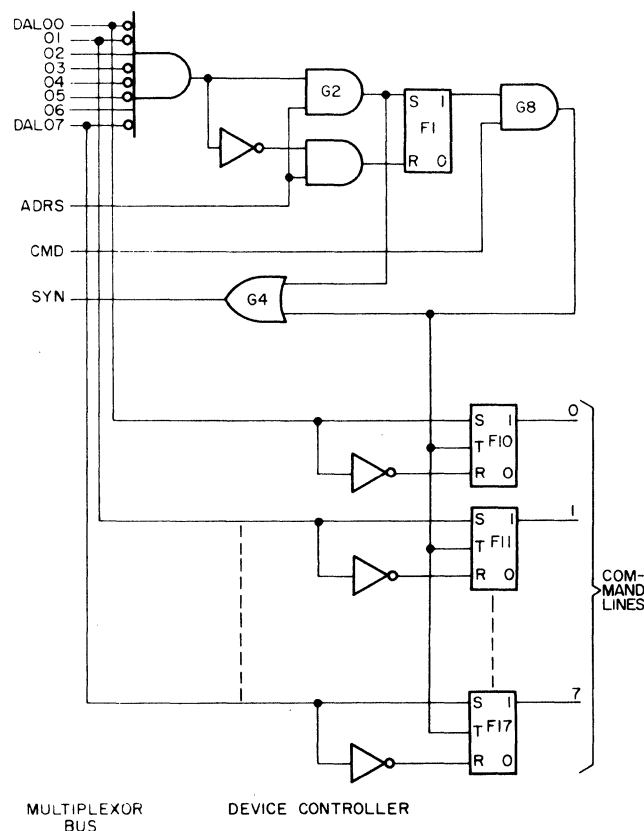 DAL00
01
02
03
04
05
06
DAL07
G2
S 1
F1
R 0
G8
ADRS
CMD
SYN
G4
0
S 1
T F10
R 0
1
S 1
T F11
R 0
COM-
MAND
LINES
7
S 1
T F17
R 0
MULTIPLEXOR
BUS
DEVICE CONTROLLER